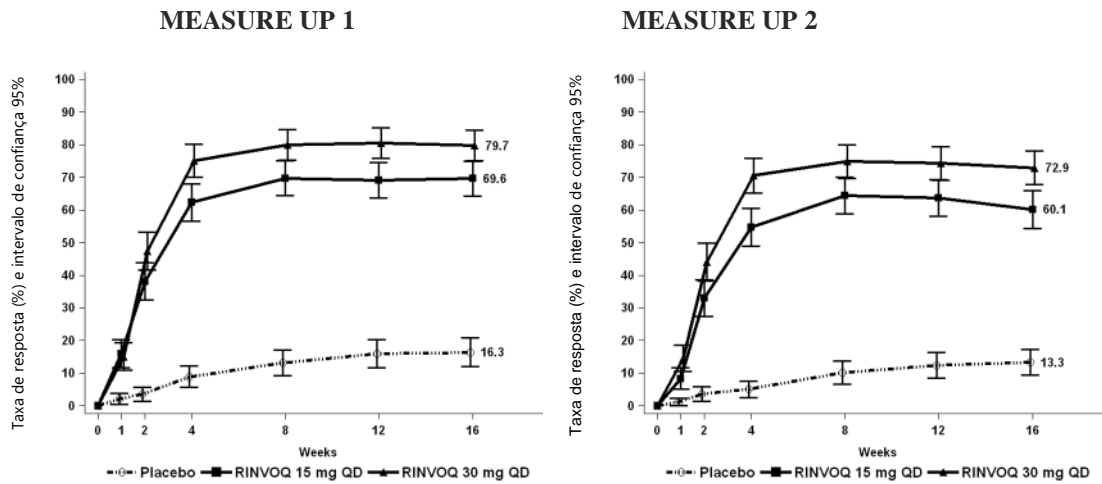 MEASURE UP 1
Taxa de resposta (%) e intervalo de confiança 95%
100
90
80
70
60
50
40
30
20
10
0
79.7
69.6
16.3
0 1 2 4 8 12 16
Weeks
Placebo RINVOQ 15 mg QD RINVOQ 30 mg QD
MEASURE UP 2
Taxa de resposta (%) e intervalo de confiança 95%
100
90
80
70
60
50
40
30
20
10
0
72.9
60.1
13.3
0 1 2 4 8 12 16
Weeks
Placebo RINVOQ 15 mg QD RINVOQ 30 mg QD